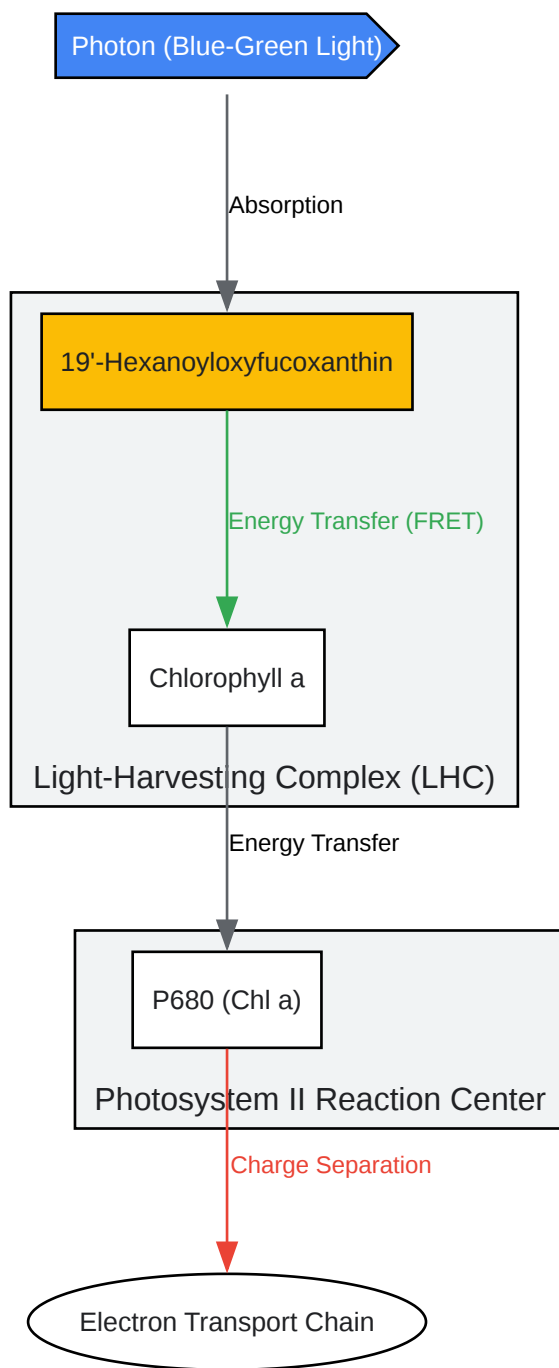 Photon (Blue-Green Light)
Absorption
19'-Hexanoyloxyfucoxanthin
Energy Transfer (FRET)
Chlorophyll a
Light-Harvesting Complex (LHC)
Energy Transfer
P680 (Chl a)
Photosystem II Reaction Center
Charge Separation
Electron Transport Chain